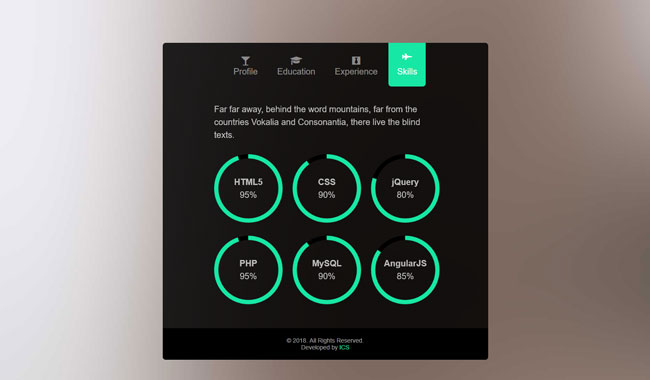 Profile
Education
Experience
Skills
Far far away, behind the word mountains, far from the
countries Vokalia and Consonantia, there live the blind
texts.
HTML5
95%
CSS
90%
jQuery
80%
PHP
95%
MySQL
90%
AngularJS
85%
© 2018. All Rights Reserved.
Developed by ICS